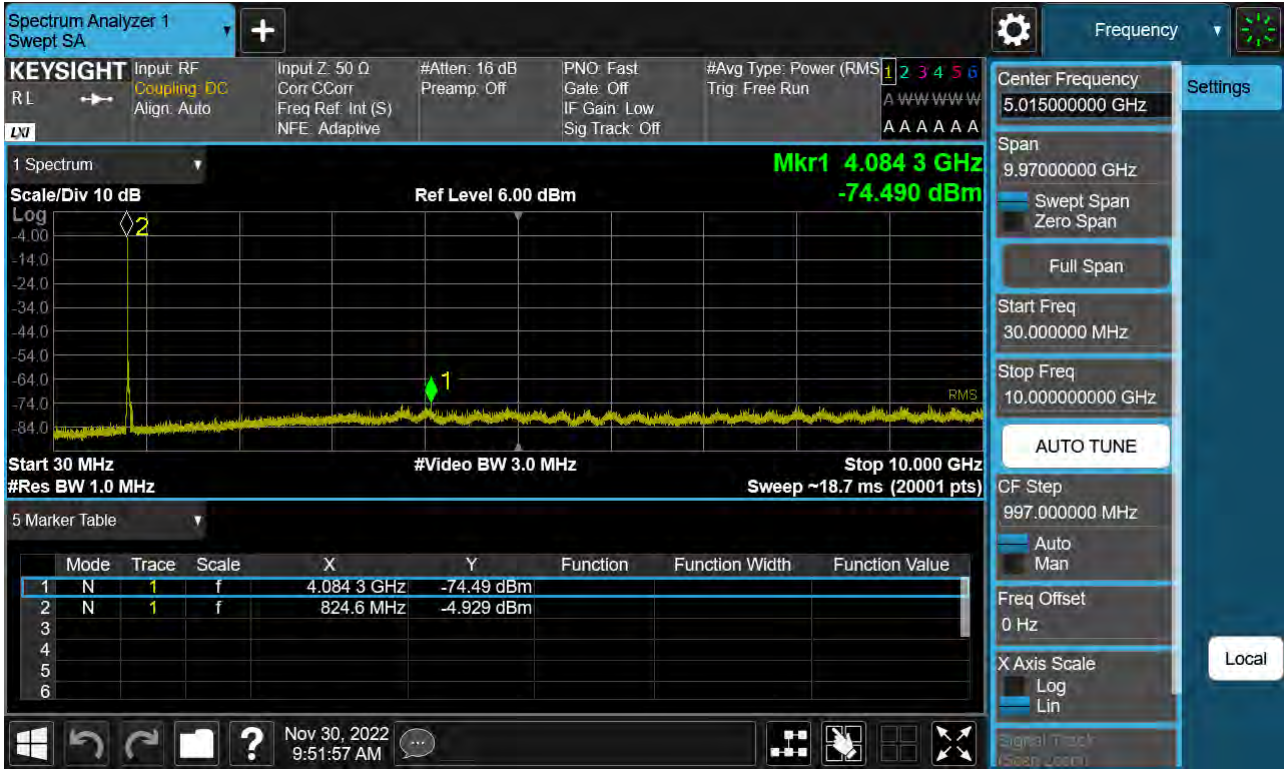 Spectrum Analyzer 1
Swept SA
Frequency
KEYSIGHT
RL
LXI
Input: RF
Coupling: DC
Align: Auto
Input Z: 50 Ω
Corr CCorr
Freq Ref: Int (S)
NFE: Adaptive
#Atten: 16 dB
Preamp: Off
PNO: Fast
Gate: Off
IF Gain: Low
Sig Track: Off
#Avg Type: Power (RMS
Trig: Free Run
1 2 3 4 5 6
A W W W W W
A A A A A A
1 Spectrum
Scale/Div 10 dB
Ref Level 6.00 dBm
Mkr1 4.084 3 GHz
-74.490 dBm
Log
-4.00
-14.0
-24.0
-34.0
-44.0
-54.0
-64.0
-74.0
-84.0
2
1
RMS
Start 30 MHz
#Video BW 3.0 MHz
Stop 10.000 GHz
#Res BW 1.0 MHz
Sweep ~18.7 ms (20001 pts)
5 Marker Table
Mode Trace Scale X Y Function Function Width Function Value
1 N 1 f 4.084 3 GHz -74.49 dBm
2 N 1 f 824.6 MHz -4.929 dBm
3
4
5
6
Nov 30, 2022
9:51:57 AM
Center Frequency
5.015000000 GHz
Settings
Span
9.97000000 GHz
Swept Span
Zero Span
Full Span
Start Freq
30.000000 MHz
Stop Freq
10.000000000 GHz
AUTO TUNE
CF Step
997.000000 MHz
Auto
Man
Freq Offset
0 Hz
X Axis Scale
Log
Lin
Local
Signal Track
(Span Zoom)